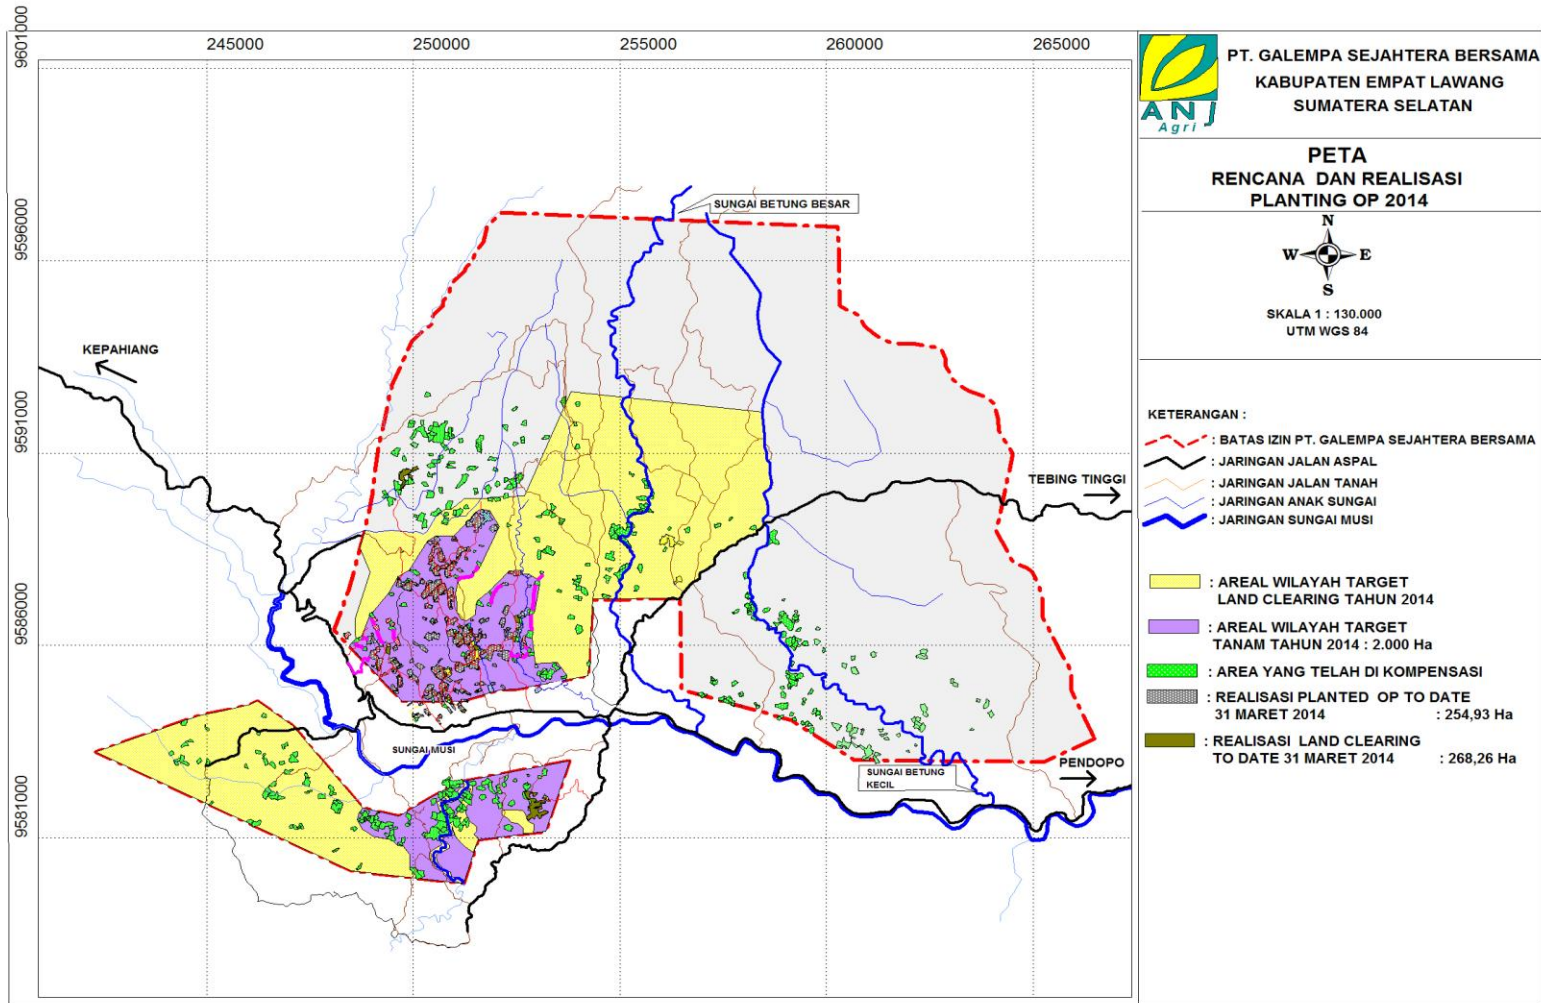 245000 250000 255000 260000 265000
9601000
9596000
9591000
9586000
9581000
SUNGAI BETUNG BESAR
KEPAHIANG
TEBING TINGGI
SUNGAI MUSI
PENDOPO
SUNGAI BETUNG
KECIL
ANJ
Agri
PT. GALEMPA SEJAHTERA BERSAMA
KABUPATEN EMPAT LAWANG
SUMATERA SELATAN
PETA
RENCANA DAN REALISASI
PLANTING OP 2014
N
W E
S
SKALA 1 : 130.000
UTM WGS 84
KETERANGAN :
: BATAS IZIN PT. GALEMPA SEJAHTERA BERSAMA
: JARINGAN JALAN ASPAL
: JARINGAN JALAN TANAH
: JARINGAN ANAK SUNGAI
: JARINGAN SUNGAI MUSI
: AREAL WILAYAH TARGET
LAND CLEARING TAHUN 2014
: AREAL WILAYAH TARGET
TANAM TAHUN 2014 : 2.000 Ha
: AREA YANG TELAH DI KOMPENSASI
: REALISASI PLANTED OP TO DATE
31 MARET 2014 : 254,93 Ha
: REALISASI LAND CLEARING
TO DATE 31 MARET 2014 : 268,26 Ha